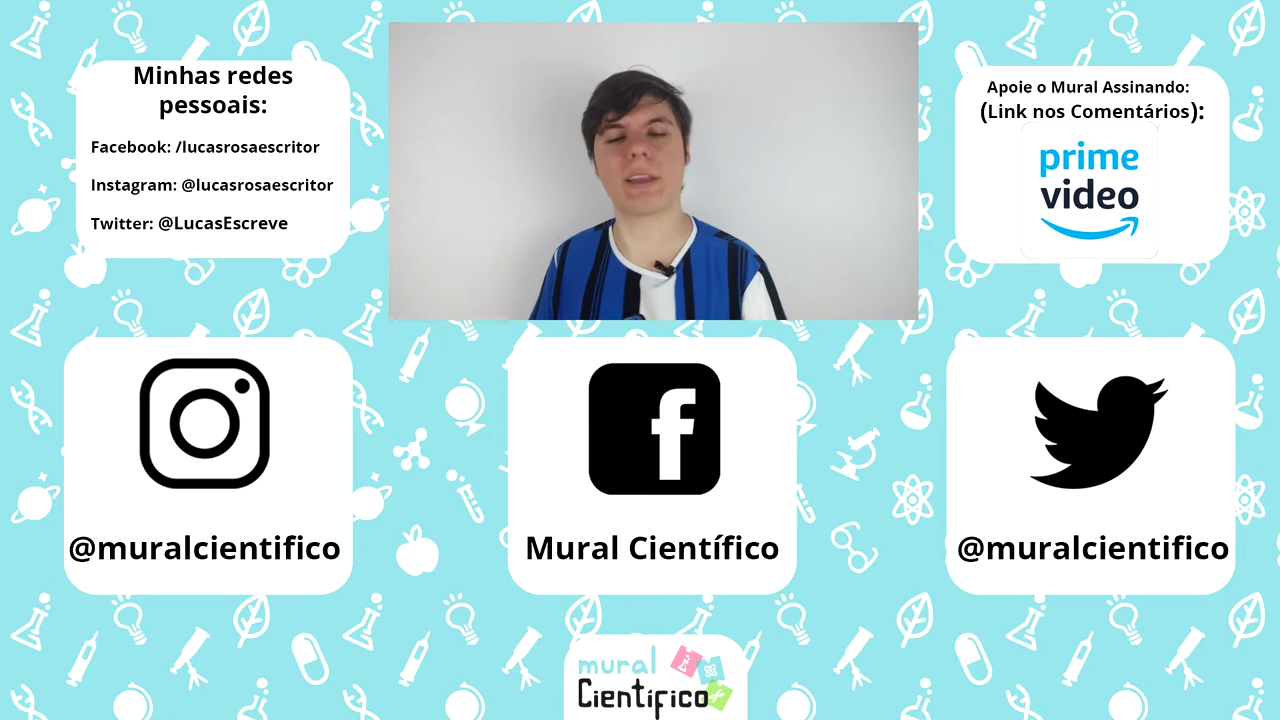 Minhas redes
pessoais:
Facebook: /lucasrosaescritor
Instagram: @lucasrosaescritor
Twitter: @LucasEscreve
Apoie o Mural Assinando:
(Link nos Comentários):
prime
video
@muralcientifico
Mural Científico
@muralcientifico
mural
Científico